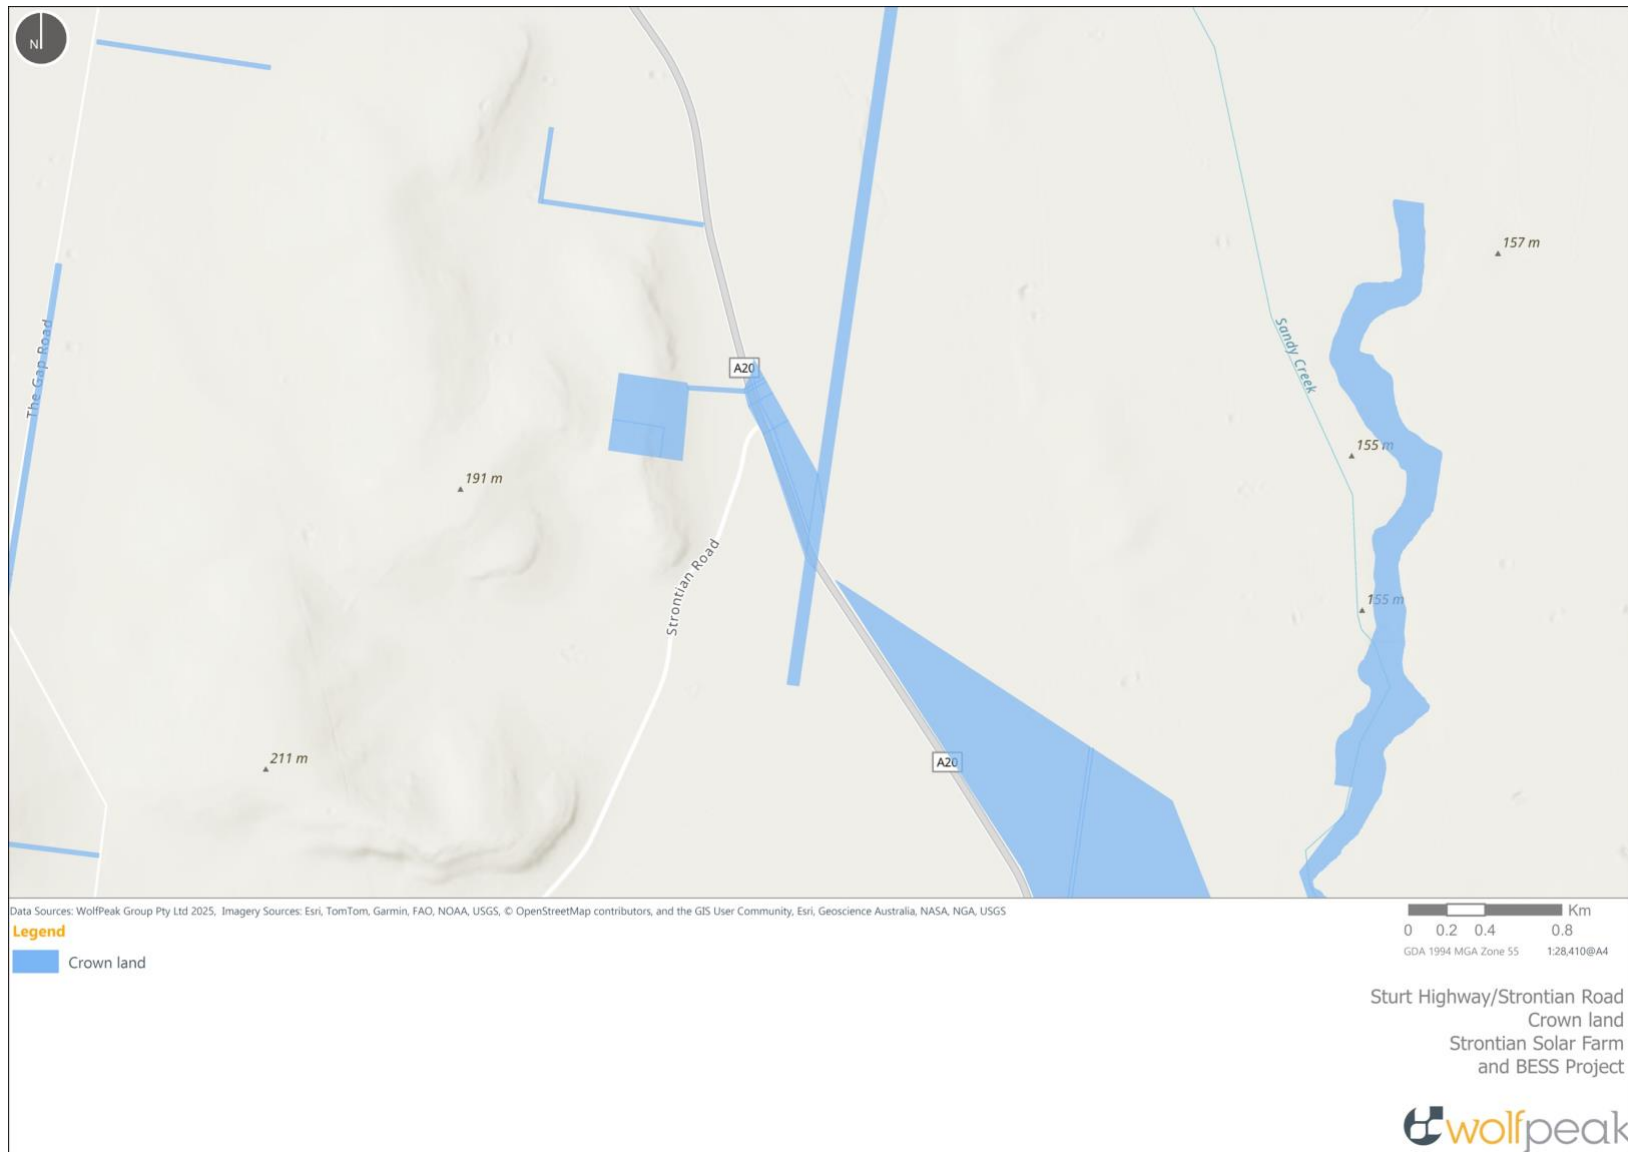 N
157 m
The Gap Road
Sandy Creek
A20
155 m
191 m
Strontian Road
155 m
211 m
A20
Data Sources: WolfPeak Group Pty Ltd 2025, Imagery Sources: Esri, TomTom, Garmin, FAO, NOAA, USGS, © OpenStreetMap contributors, and the GIS User Community, Esri, Geoscience Australia, NASA, NGA, USGS
Legend
Crown land
Km
0 0.2 0.4 0.8
GDA 1994 MGA Zone 55 1:28,410@A4
Sturt Highway/Strontian Road
Crown land
Strontian Solar Farm
and BESS Project
wolfpeak